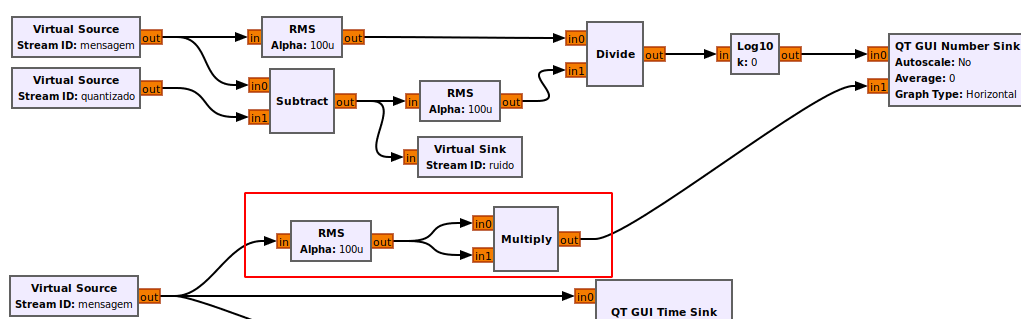 Virtual Source
Stream ID: mensagem
out
in
RMS
Alpha: 100u
out
in0
in1
Divide
out
in
Log10
k: 0
out
in0
in1
QT GUI Number Sink
Autoscale: No
Average: 0
Graph Type: Horizontal
Virtual Source
Stream ID: quantizado
out
in0
in1
Subtract
out
in
RMS
Alpha: 100u
out
in
Virtual Sink
Stream ID: ruido
in
RMS
Alpha: 100u
out
in0
in1
Multiply
out
Virtual Source
Stream ID: mensagem
out
in0
QT GUI Time Sink